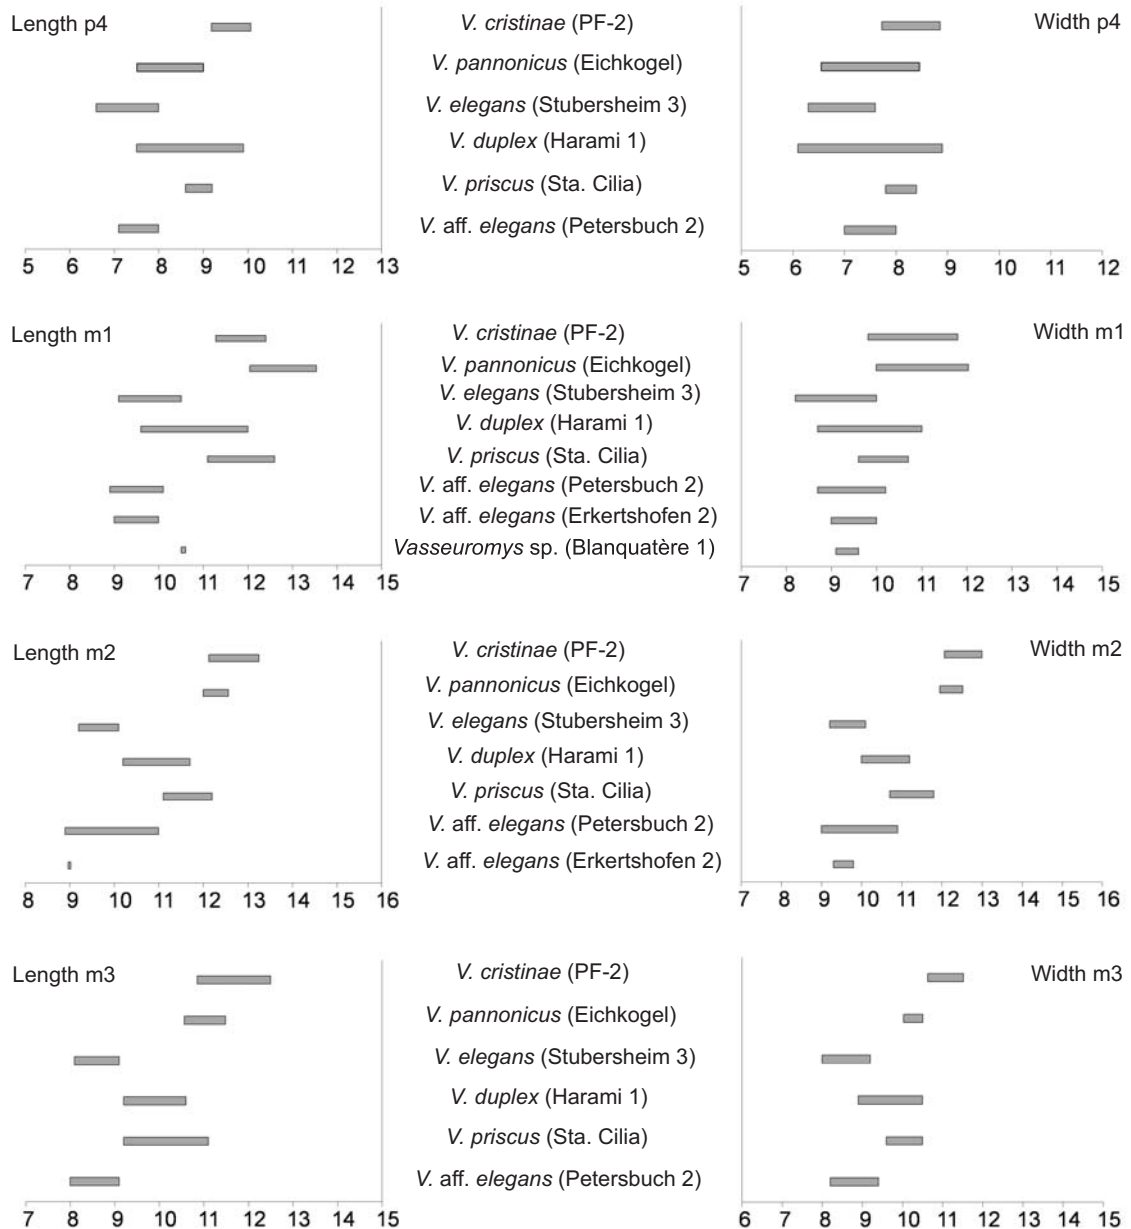 Length p4
V. cristinae (PF-2)
Width p4
V. pannonicus (Eichkogel)
V. elegans (Stubersheim 3)
V. duplex (Harami 1)
V. priscus (Sta. Cilia)
V. aff. elegans (Petersbuch 2)
5 6 7 8 9 10 11 12 13
5 6 7 8 9 10 11 12
Length m1
V. cristinae (PF-2)
Width m1
V. pannonicus (Eichkogel)
V. elegans (Stubersheim 3)
V. duplex (Harami 1)
V. priscus (Sta. Cilia)
V. aff. elegans (Petersbuch 2)
V. aff. elegans (Erkertshofen 2)
Vasseuromys sp. (Blanquatère 1)
7 8 9 10 11 12 13 14 15
7 8 9 10 11 12 13 14 15
Length m2
V. cristinae (PF-2)
Width m2
V. pannonicus (Eichkogel)
V. elegans (Stubersheim 3)
V. duplex (Harami 1)
V. priscus (Sta. Cilia)
V. aff. elegans (Petersbuch 2)
V. aff. elegans (Erkertshofen 2)
8 9 10 11 12 13 14 15 16
7 8 9 10 11 12 13 14 15 16
Length m3
V. cristinae (PF-2)
Width m3
V. pannonicus (Eichkogel)
V. elegans (Stubersheim 3)
V. duplex (Harami 1)
V. priscus (Sta. Cilia)
V. aff. elegans (Petersbuch 2)
7 8 9 10 11 12 13 14 15
6 7 8 9 10 11 12 13 14 15